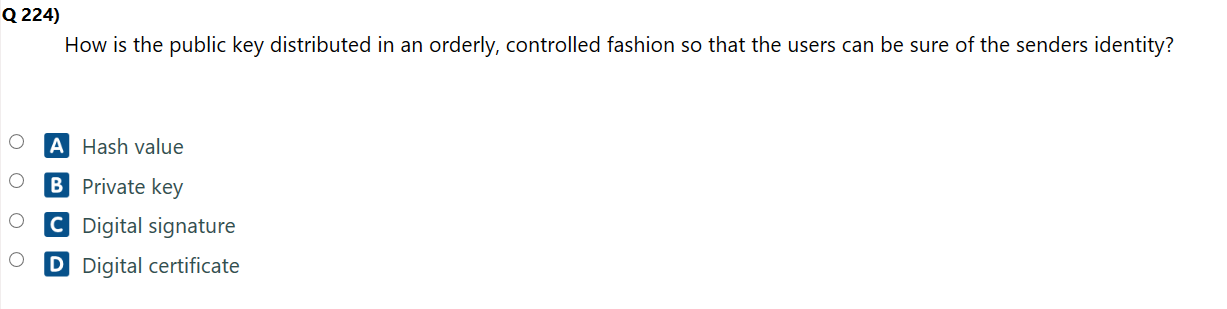 Q 224)
How is the public key distributed in an orderly, controlled fashion so that the users can be sure of the senders identity?
A Hash value
B Private key
C Digital signature
D Digital certificate